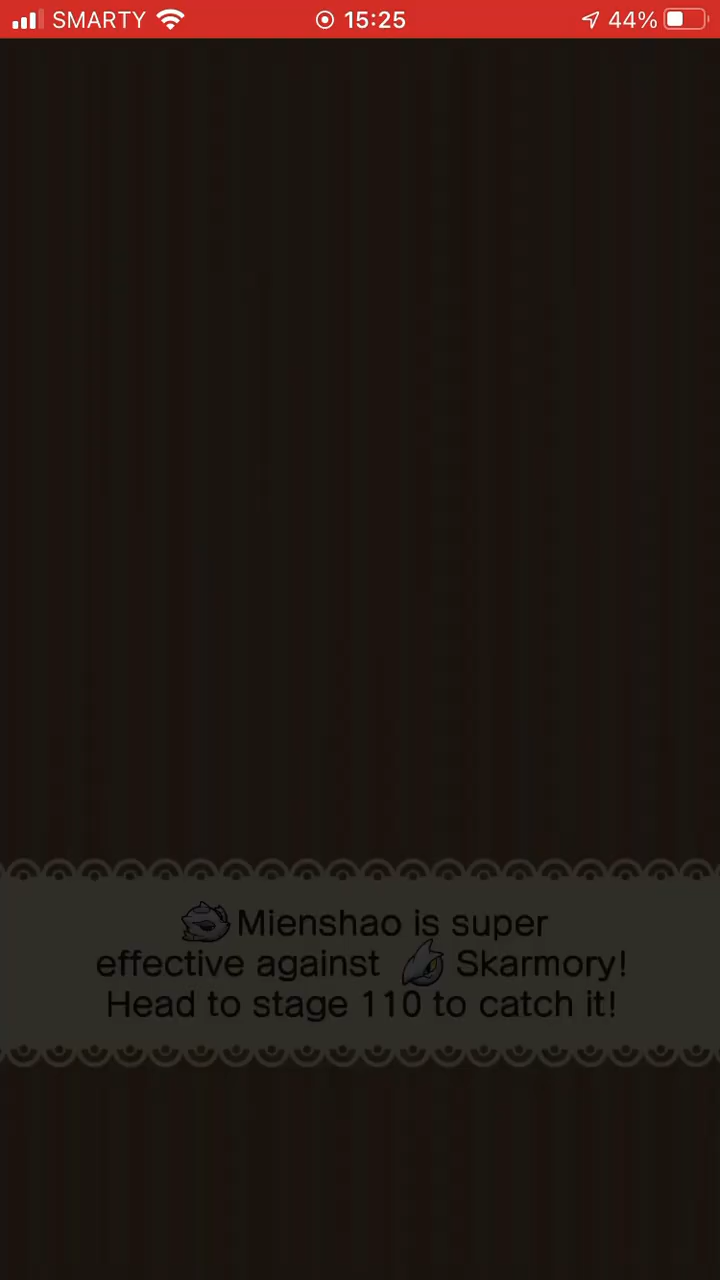 SMARTY 15:25 44%
Mienshao is super
effective against Skarmory!
Head to stage 110 to catch it!